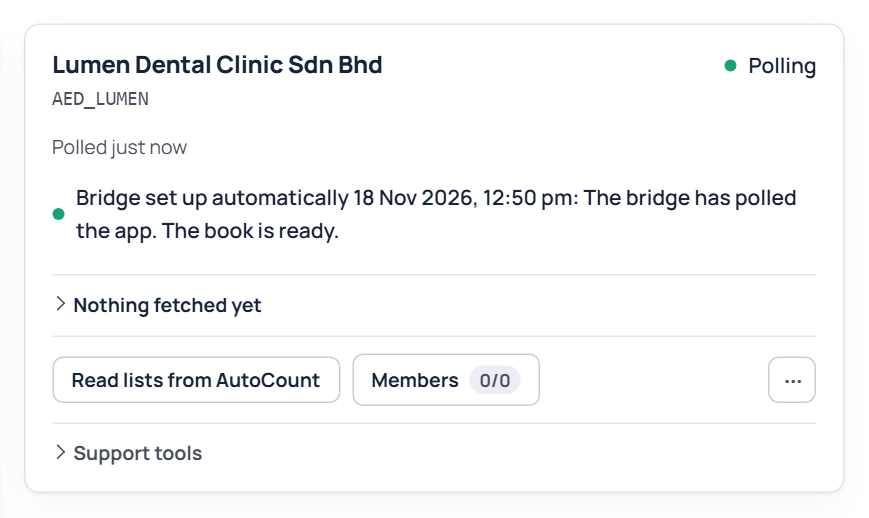 Lumen Dental Clinic Sdn Bhd
Polling
AED_LUMEN
Polled just now
Bridge set up automatically 18 Nov 2026, 12:50 pm: The bridge has polled
the app. The book is ready.
Nothing fetched yet
Read lists from AutoCount
Members 0/0
...
Support tools